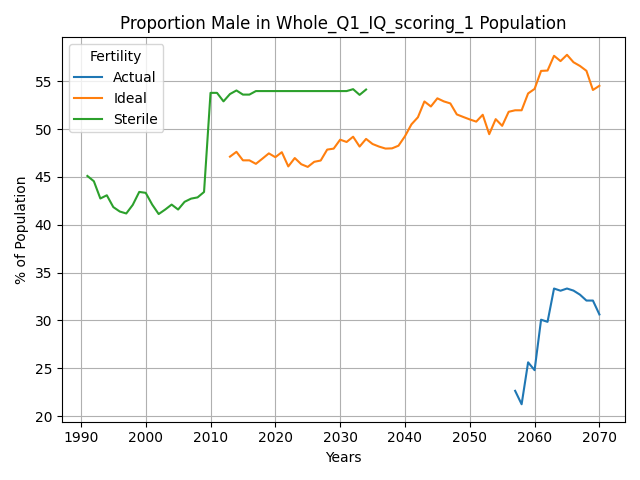 Proportion Male in Whole_Q1_IQ_scoring_1 Population
Fertility
Actual
Ideal
Sterile
% of Population
55
50
45
40
35
30
25
20
1990 2000 2010 2020 2030 2040 2050 2060 2070
Years